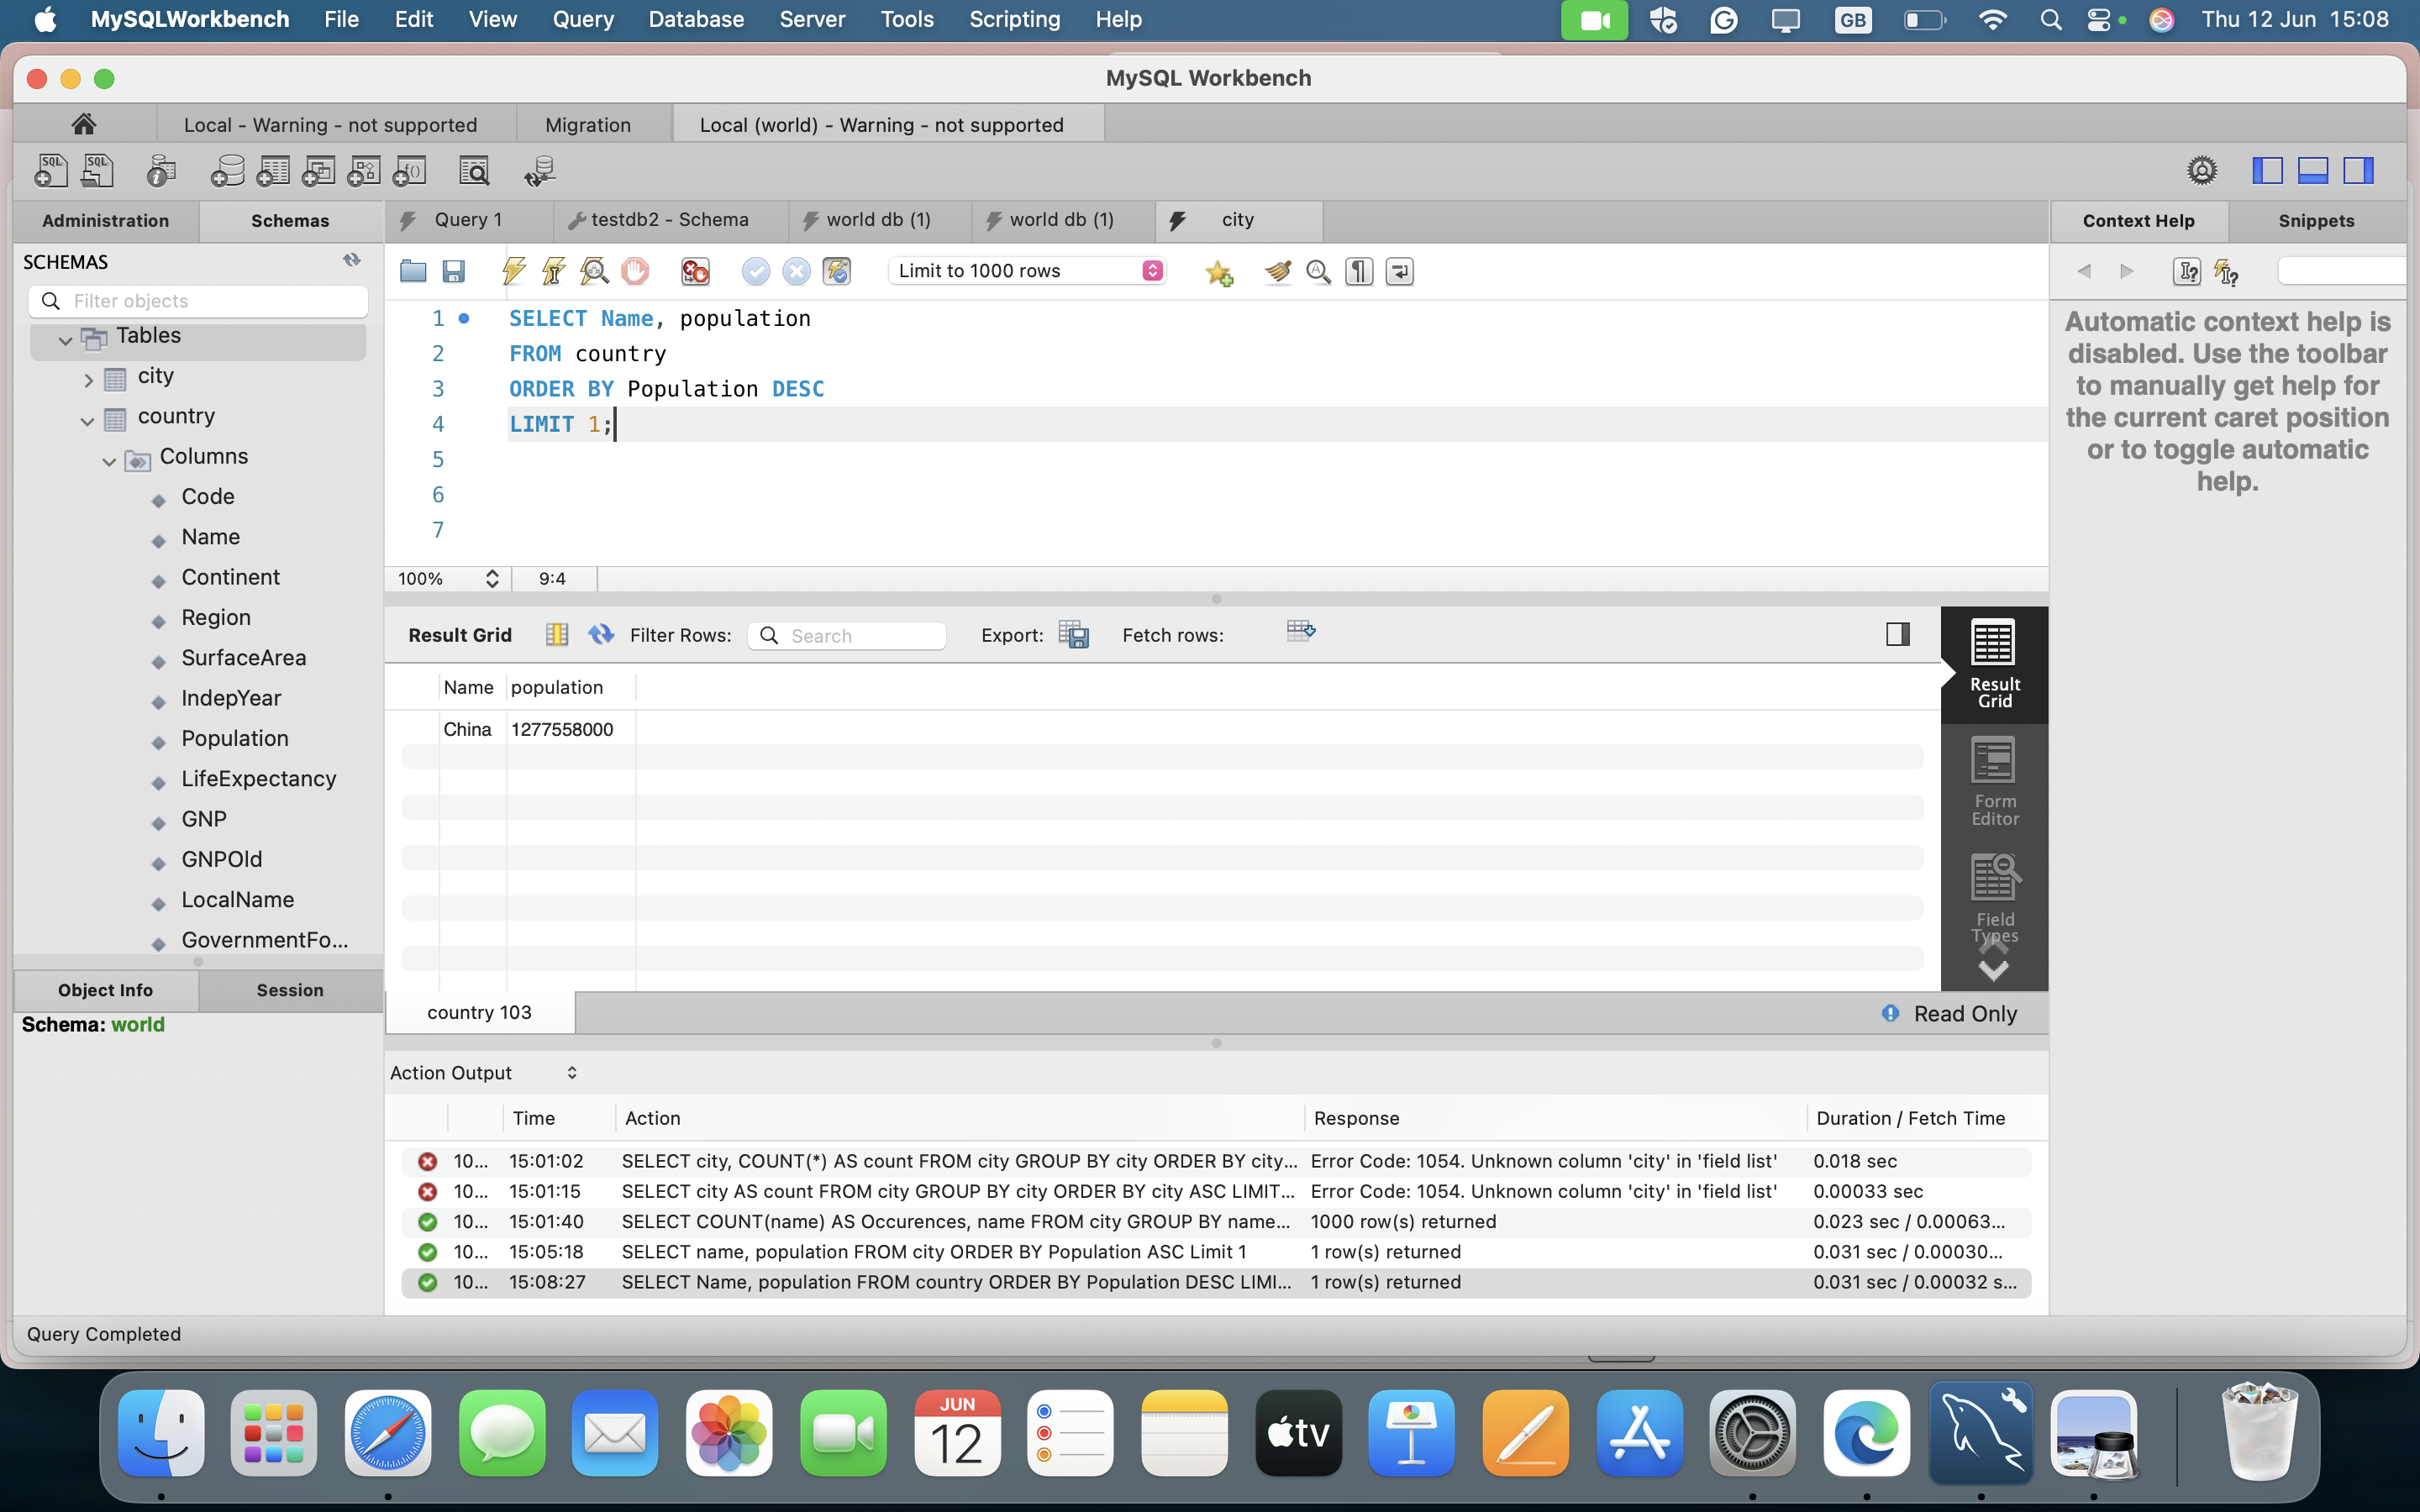 MySQLWorkbench File Edit View Query Database Server Tools Scripting Help GB Thu 12 Jun 15:08
MySQL Workbench
Local - Warning - not supported Migration Local (world) - Warning - not supported
Administration Schemas Query 1 testdb2 - Schema world db (1) world db (1) city Context Help Snippets
SCHEMAS
Filter objects
Tables
city
country
Columns
Code
Name
Continent
Region
SurfaceArea
IndepYear
Population
LifeExpectancy
GNP
GNPOld
LocalName
GovernmentFo...
Object Info Session
Schema: world
Limit to 1000 rows
1 SELECT Name, population
2 FROM country
3 ORDER BY Population DESC
4 LIMIT 1;
5
6
7
100% 9:4
Result Grid Filter Rows: Search Export: Fetch rows:
Name population
China 1277558000
Result
Grid
Form
Editor
Field
Types
country 103 Read Only
Automatic context help is
disabled. Use the toolbar
to manually get help for
the current caret position
or to toggle automatic
help.
Action Output
Time Action Response Duration / Fetch Time
10... 15:01:02 SELECT city, COUNT(*) AS count FROM city GROUP BY city ORDER BY city... Error Code: 1054. Unknown column 'city' in 'field list' 0.018 sec
10... 15:01:15 SELECT city AS count FROM city GROUP BY city ORDER BY city ASC LIMIT... Error Code: 1054. Unknown column 'city' in 'field list' 0.00033 sec
10... 15:01:40 SELECT COUNT(name) AS Occurences, name FROM city GROUP BY name... 1000 row(s) returned 0.023 sec / 0.00063...
10... 15:05:18 SELECT name, population FROM city ORDER BY Population ASC Limit 1 1 row(s) returned 0.031 sec / 0.00030...
10... 15:08:27 SELECT Name, population FROM country ORDER BY Population DESC LIMI... 1 row(s) returned 0.031 sec / 0.00032 s...
Query Completed
JUN
12
tv